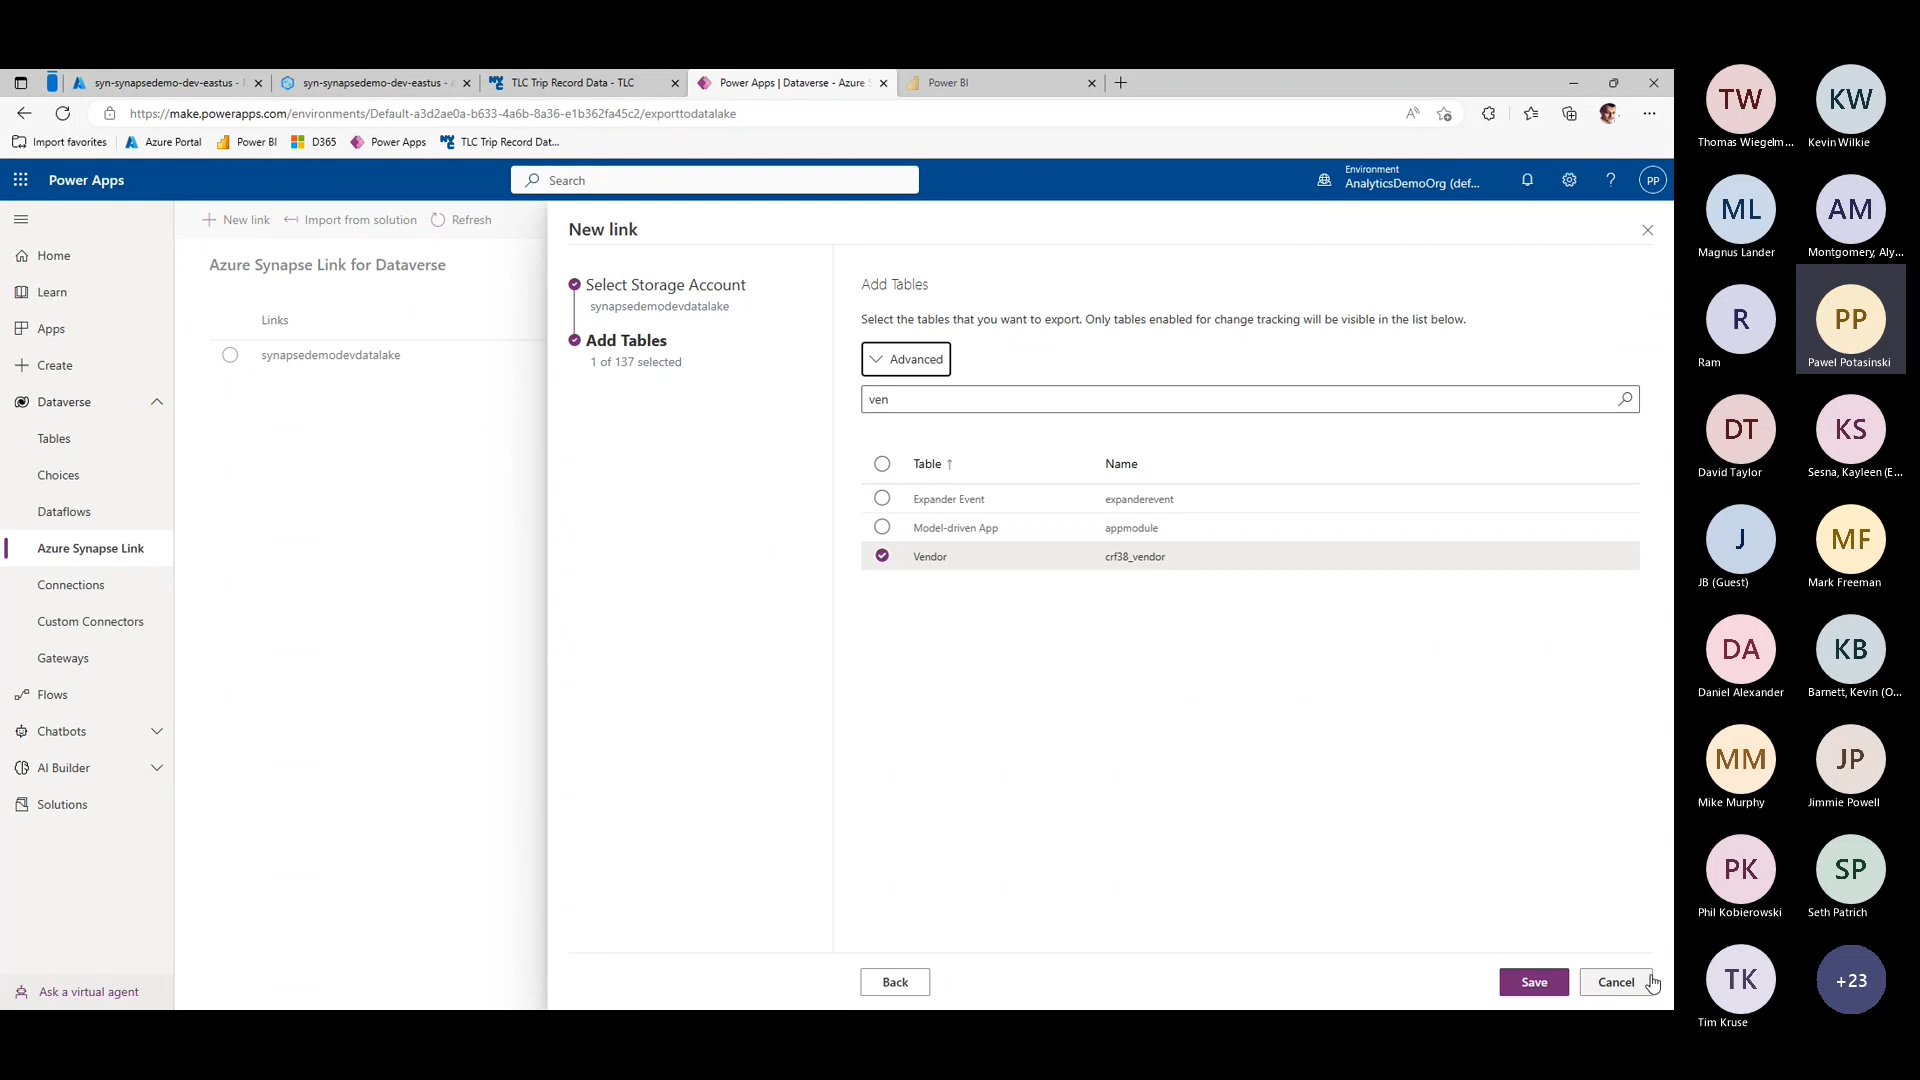 syn-synapsedemo-dev-eastus -
syn-synapsedemo-dev-eastus -
TLC Trip Record Data - TLC
Power Apps | Dataverse - Azure S
Power BI
https://make.powerapps.com/environments/Default-a3d2ae0a-b633-4a6b-8a36-e1b362fa45c2/exporttodatalake
Import favorites
Azure Portal
Power BI
D365
Power Apps
TLC Trip Record Dat...
Power Apps
Search
Environment
AnalyticsDemoOrg (def...
?
PP
Home
Learn
Apps
Create
Dataverse
Tables
Choices
Dataflows
Azure Synapse Link
Connections
Custom Connectors
Gateways
Flows
Chatbots
AI Builder
Solutions
Ask a virtual agent
New link
Import from solution
Refresh
Azure Synapse Link for Dataverse
Links
synapsedemodevdatalake
New link
Select Storage Account
synapsedemodevdatalake
Add Tables
1 of 137 selected
Add Tables
Select the tables that you want to export. Only tables enabled for change tracking will be visible in the list below.
Advanced
ven
Table ↑ Name
Expander Event expanderevent
Model-driven App appmodule
Vendor crf38_vendor
Back
Save
Cancel
TW
Thomas Wiegelm...
KW
Kevin Wilkie
ML
Magnus Lander
AM
Montgomery, Aly...
R
Ram
PP
Pawel Potasinski
DT
David Taylor
KS
Sesna, Kayleen (E...
J
JB (Guest)
MF
Mark Freeman
DA
Daniel Alexander
KB
Barnett, Kevin (O...
MM
Mike Murphy
JP
Jimmie Powell
PK
Phil Kobierowski
SP
Seth Patrich
TK
Tim Kruse
+23